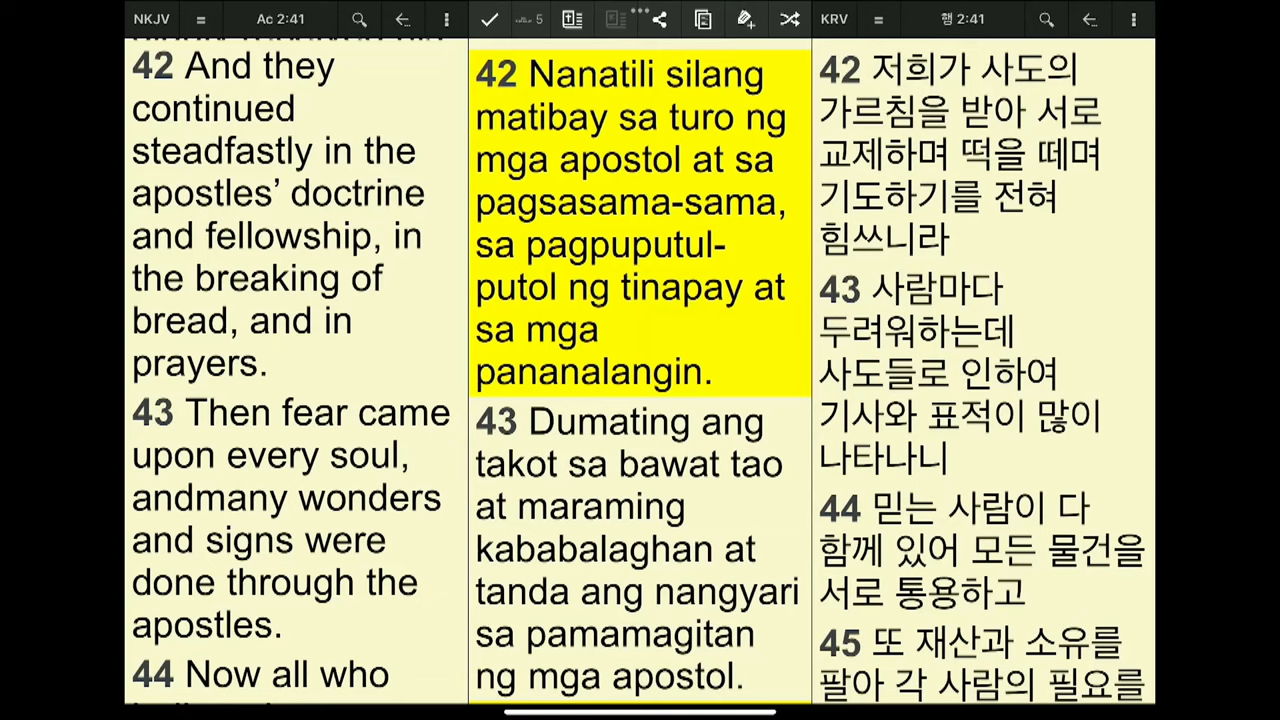 NKJV
Ac 2:41
5
KRV
행 2:41
42 And they
continued
steadfastly in the
apostles’ doctrine
and fellowship, in
the breaking of
bread, and in
prayers.
43 Then fear came
upon every soul,
andmany wonders
and signs were
done through the
apostles.
44 Now all who
42 Nanatili silang
matibay sa turo ng
mga apostol at sa
pagsasama-sama,
sa pagpuputul-
putol ng tinapay at
sa mga
pananalangin.
43 Dumating ang
takot sa bawat tao
at maraming
kababalaghan at
tanda ang nangyari
sa pamamagitan
ng mga apostol.
42 저희가 사도의
가르침을 받아 서로
교제하며 떡을 떼며
기도하기를 전혀
힘쓰니라
43 사람마다
두려워하는데
사도들로 인하여
기사와 표적이 많이
나타나니
44 믿는 사람이 다
함께 있어 모든 물건을
서로 통용하고
45 또 재산과 소유를
팔아 각 사람의 필요를